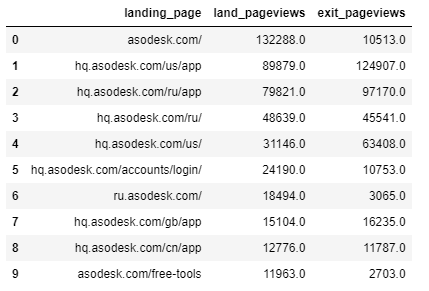 landing_page land_pageviews exit_pageviews
0 asodesk.com/ 132288.0 10513.0
1 hq.asodesk.com/us/app 89879.0 124907.0
2 hq.asodesk.com/ru/app 79821.0 97170.0
3 hq.asodesk.com/ru/ 48639.0 45541.0
4 hq.asodesk.com/us/ 31146.0 63408.0
5 hq.asodesk.com/accounts/login/ 24190.0 10753.0
6 ru.asodesk.com/ 18494.0 3065.0
7 hq.asodesk.com/gb/app 15104.0 16235.0
8 hq.asodesk.com/cn/app 12776.0 11787.0
9 asodesk.com/free-tools 11963.0 2703.0